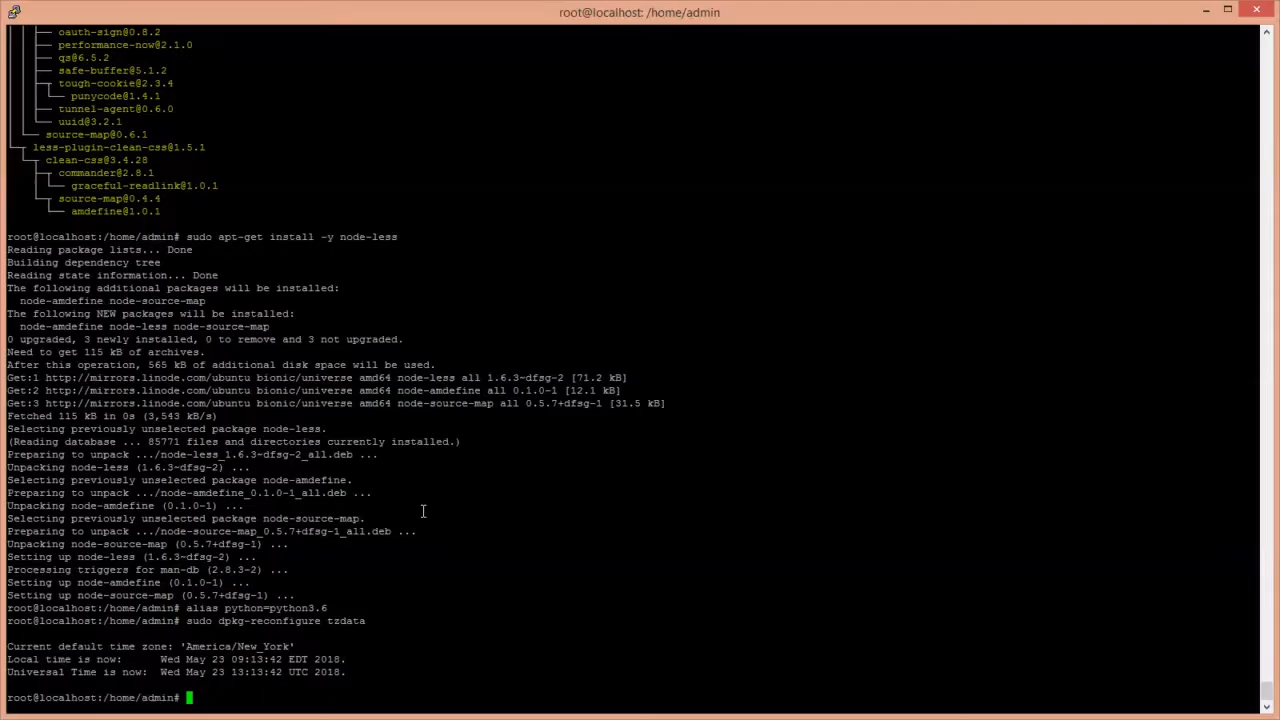 root@localhost: /home/admin
oauth-sign@0.8.2
performance-now@2.1.0
qs@6.5.2
safe-buffer@5.1.2
tough-cookie@2.3.4
punycode@1.4.1
tunnel-agent@0.6.0
uuid@3.2.1
source-map@0.6.1
less-plugin-clean-css@1.5.1
clean-css@3.4.28
commander@2.8.1
graceful-readlink@1.0.1
source-map@0.4.4
amdefine@1.0.1
root@localhost:/home/admin# sudo apt-get install -y node-less
Reading package lists... Done
Building dependency tree
Reading state information... Done
The following additional packages will be installed:
node-amdefine node-source-map
The following NEW packages will be installed:
node-amdefine node-less node-source-map
0 upgraded, 3 newly installed, 0 to remove and 3 not upgraded.
Need to get 115 kB of archives.
After this operation, 565 kB of additional disk space will be used.
Get:1 http://mirrors.linode.com/ubuntu bionic/universe amd64 node-less all 1.6.3~dfsg-2 [71.2 kB]
Get:2 http://mirrors.linode.com/ubuntu bionic/universe amd64 node-amdefine all 0.1.0-1 [12.1 kB]
Get:3 http://mirrors.linode.com/ubuntu bionic/universe amd64 node-source-map all 0.5.7+dfsg-1 [31.5 kB]
Fetched 115 kB in 0s (3,543 kB/s)
Selecting previously unselected package node-less.
(Reading database ... 85771 files and directories currently installed.)
Preparing to unpack .../node-less_1.6.3~dfsg-2_all.deb ...
Unpacking node-less (1.6.3~dfsg-2) ...
Selecting previously unselected package node-amdefine.
Preparing to unpack .../node-amdefine_0.1.0-1_all.deb ...
Unpacking node-amdefine (0.1.0-1) ...
Selecting previously unselected package node-source-map.
Preparing to unpack .../node-source-map_0.5.7+dfsg-1_all.deb ...
Unpacking node-source-map (0.5.7+dfsg-1) ...
Setting up node-less (1.6.3~dfsg-2) ...
Processing triggers for man-db (2.8.3-2) ...
Setting up node-amdefine (0.1.0-1) ...
Setting up node-source-map (0.5.7+dfsg-1) ...
root@localhost:/home/admin# alias python=python3.6
root@localhost:/home/admin# sudo dpkg-reconfigure tzdata
Current default time zone: 'America/New_York'
Local time is now: Wed May 23 09:13:42 EDT 2018.
Universal Time is now: Wed May 23 13:13:42 UTC 2018.
root@localhost:/home/admin#